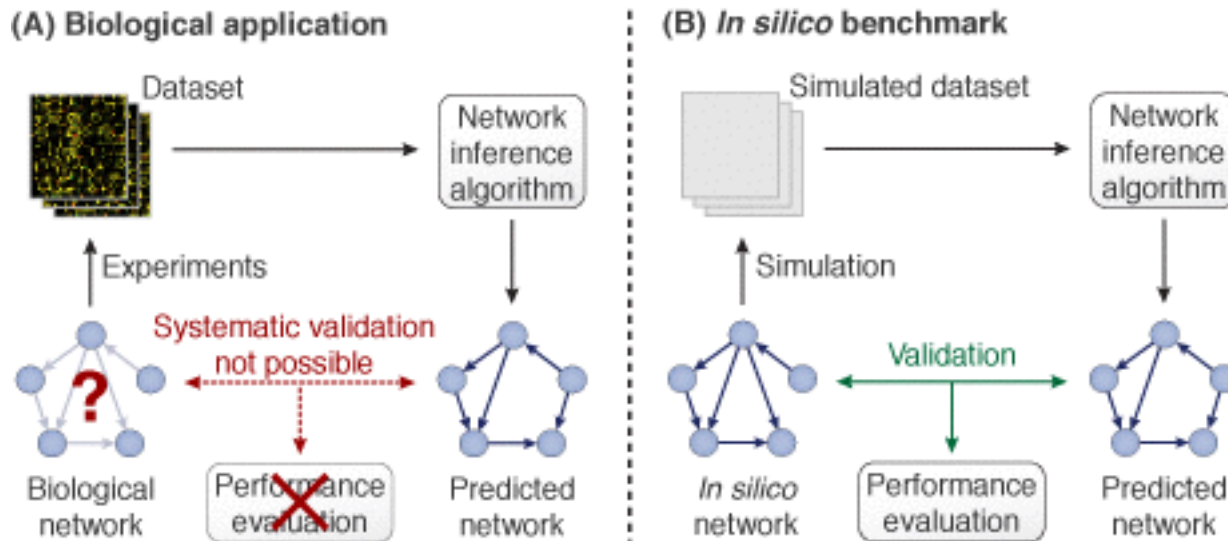 (A) Biological application
Dataset
Network
inference
algorithm
Experiments
Systematic validation
not possible
?
Biological
network
Performance
evaluation
Predicted
network
(B) In silico benchmark
Simulated dataset
Network
inference
algorithm
Simulation
Validation
In silico
network
Performance
evaluation
Predicted
network